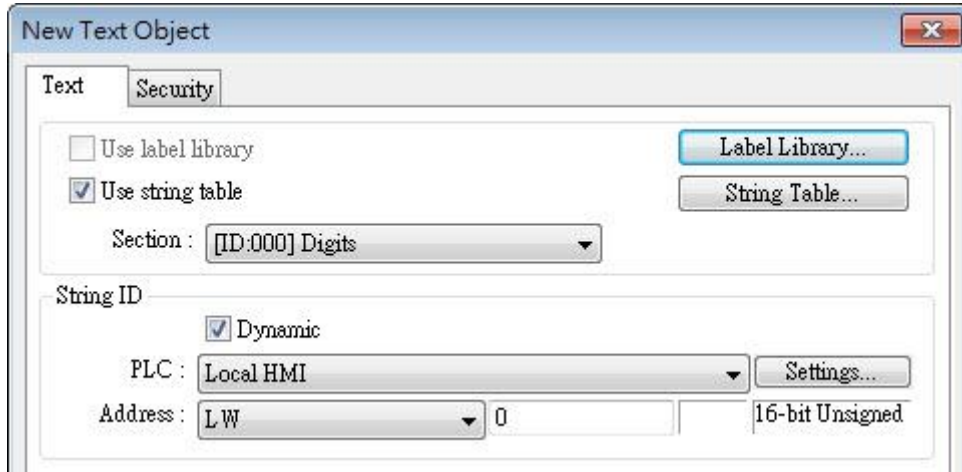 New Text Object
Text Security
Use label library Label Library...
Use string table String Table...
Section : [ID:000] Digits
String ID
Dynamic
PLC : Local HMI Settings...
Address : LW 0 16-bit Unsigned